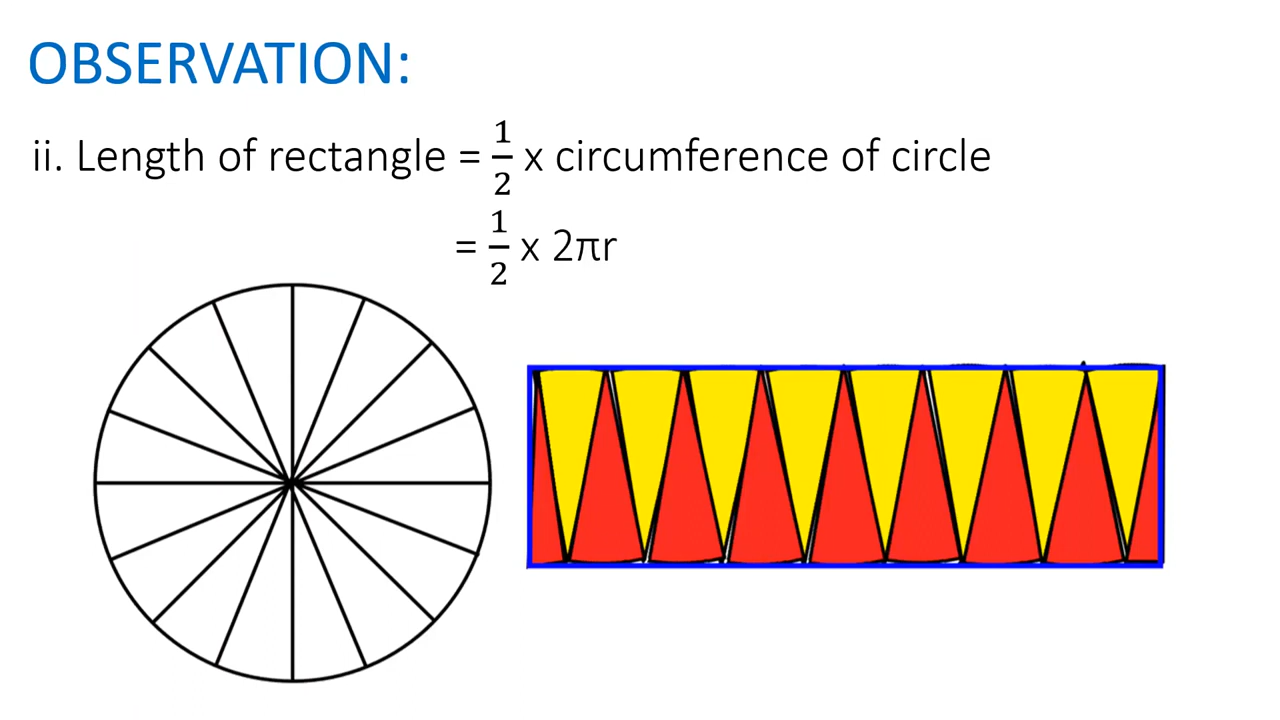 OBSERVATION:
ii. Length of rectangle = 1/2 x circumference of circle
= 1/2 x 2πr